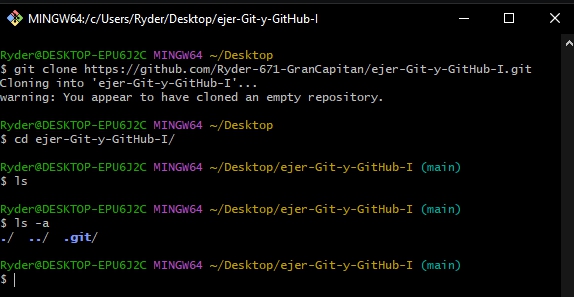 MINGW64:/c/Users/Ryder/Desktop/ejer-Git-y-GitHub-I
Ryder@DESKTOP-EPU6J2C MINGW64 ~/Desktop
$ git clone https://github.com/Ryder-671-GranCapitan/ejer-Git-y-GitHub-I.git
Cloning into 'ejer-Git-y-GitHub-I'...
warning: You appear to have cloned an empty repository.
Ryder@DESKTOP-EPU6J2C MINGW64 ~/Desktop
$ cd ejer-Git-y-GitHub-I/
Ryder@DESKTOP-EPU6J2C MINGW64 ~/Desktop/ejer-Git-y-GitHub-I (main)
$ ls
Ryder@DESKTOP-EPU6J2C MINGW64 ~/Desktop/ejer-Git-y-GitHub-I (main)
$ ls -a
./  ../  .git/
Ryder@DESKTOP-EPU6J2C MINGW64 ~/Desktop/ejer-Git-y-GitHub-I (main)
$